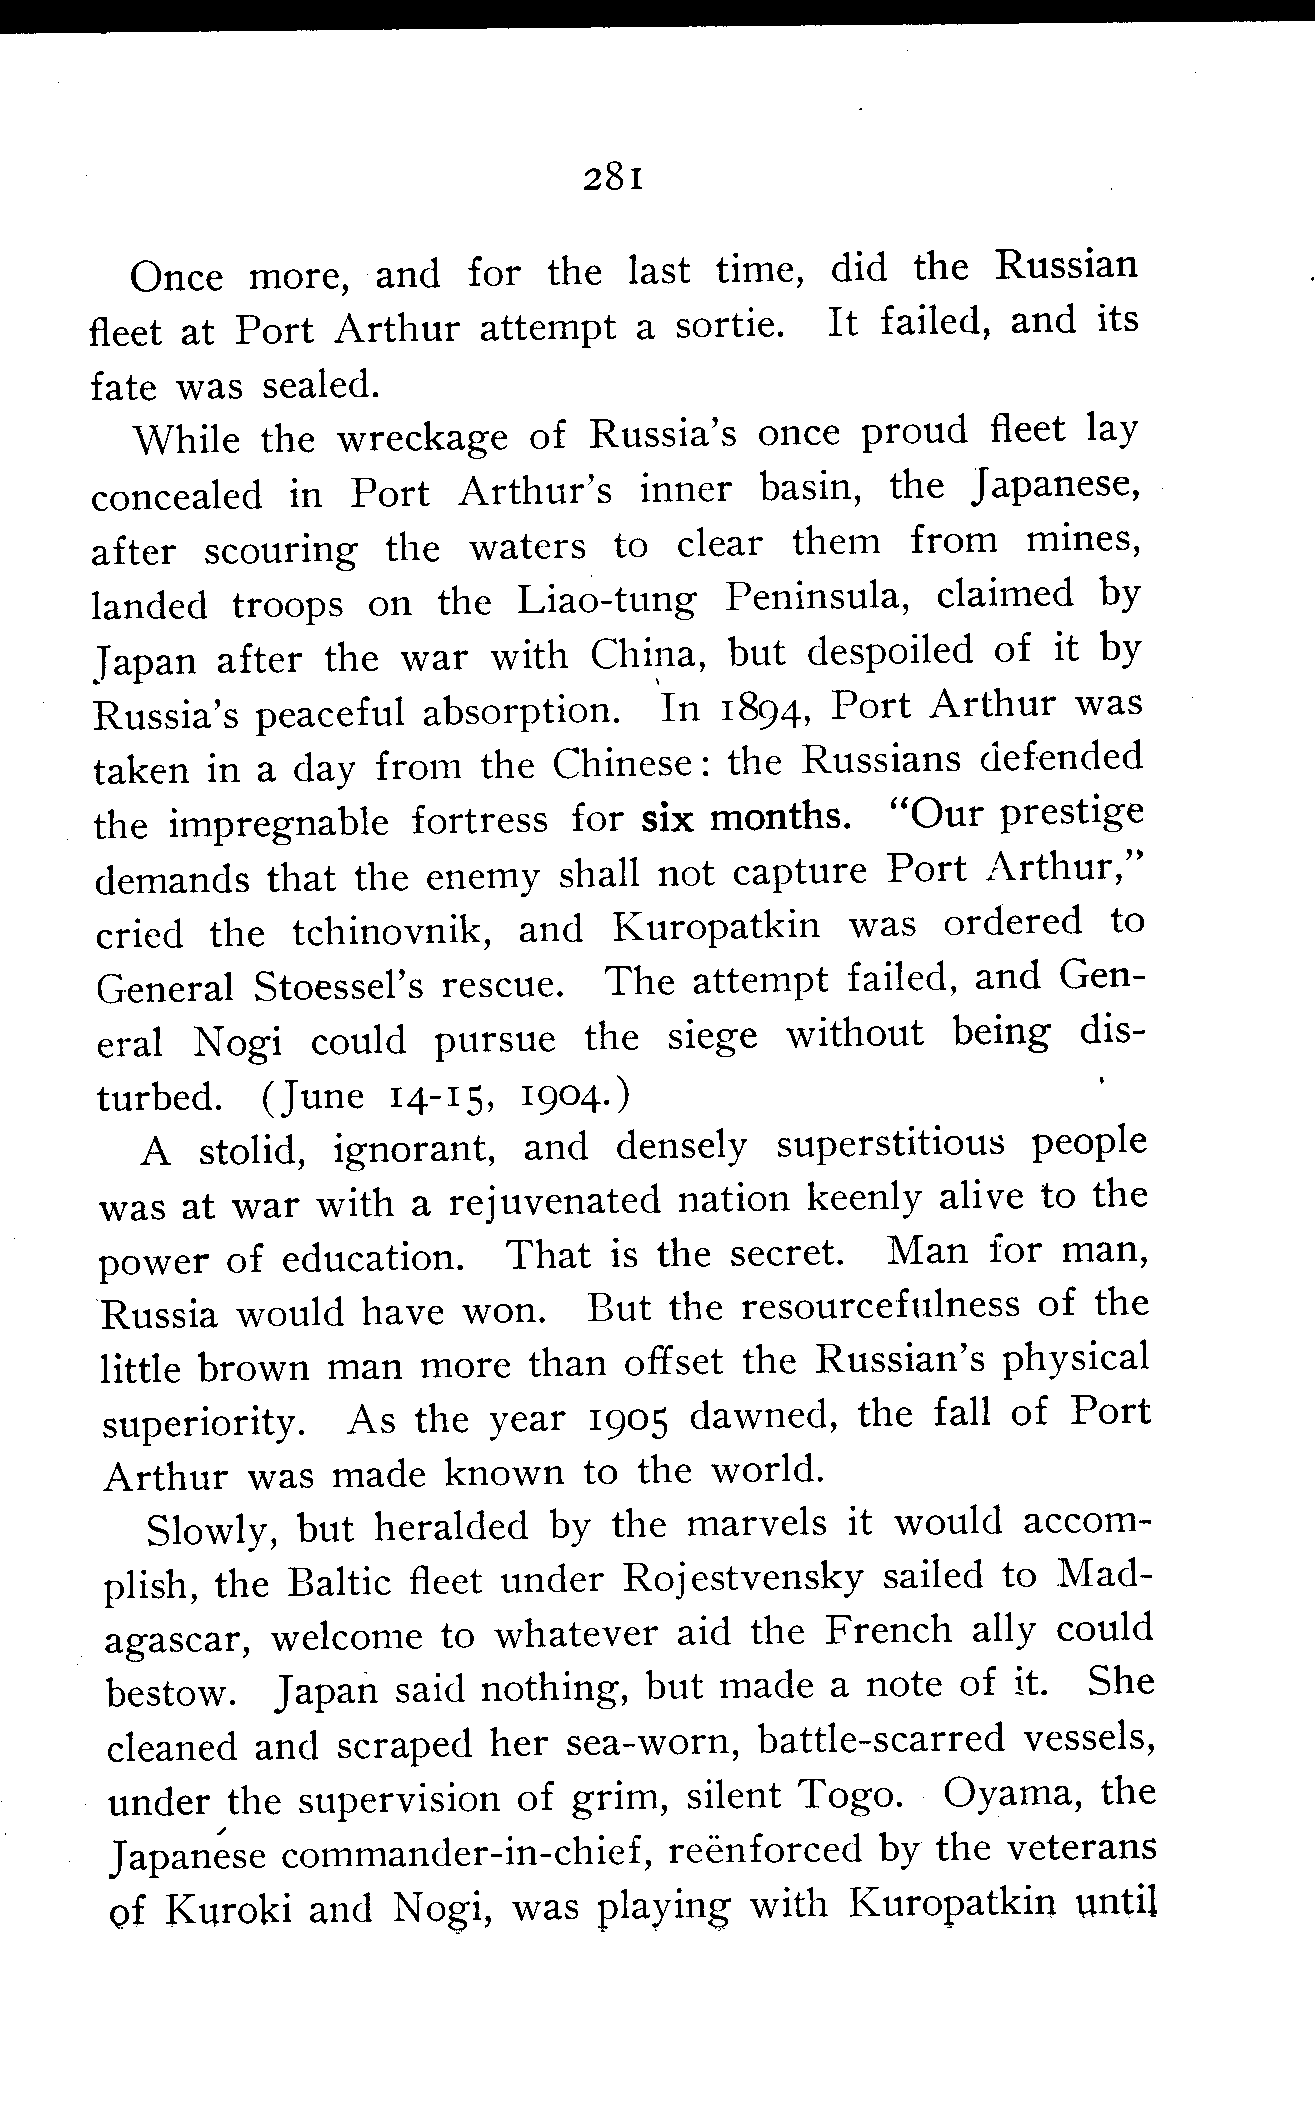 281
Once more, and for the last time, did the Russian
fleet at Port Arthur attempt a sortie. It failed, and its
fate was sealed.
While the wreckage of Russia's once proud fleet lay
concealed in Port Arthur's inner basin, the Japanese,
after scouring the waters to clear them from mines,
landed troops on the Liao-tung Peninsula, claimed by
Japan after the war with China, but despoiled of it by
Russia's peaceful absorption. In 1894, Port Arthur was
taken in a day from the Chinese: the Russians defended
the impregnable fortress for six months. "Our prestige
demands that the enemy shall not capture Port Arthur,"
cried the tchinovnik, and Kuropatkin was ordered to
General Stoessel's rescue. The attempt failed, and Gen-
eral Nogi could pursue the siege without being dis-
turbed. (June 14-15, 1904.)
A stolid, ignorant, and densely superstitious people
was at war with a rejuvenated nation keenly alive to the
power of education. That is the secret. Man for man,
Russia would have won. But the resourcefulness of the
little brown man more than offset the Russian's physical
superiority. As the year 1905 dawned, the fall of Port
Arthur was made known to the world.
Slowly, but heralded by the marvels it would accom-
plish, the Baltic fleet under Rojestvensky sailed to Mad-
agascar, welcome to whatever aid the French ally could
bestow. Japan said nothing, but made a note of it. She
cleaned and scraped her sea-worn, battle-scarred vessels,
under the supervision of grim, silent Togo. Oyama, the
Japanese commander-in-chief, reënforced by the veterans
of Kuroki and Nogi, was playing with Kuropatkin until